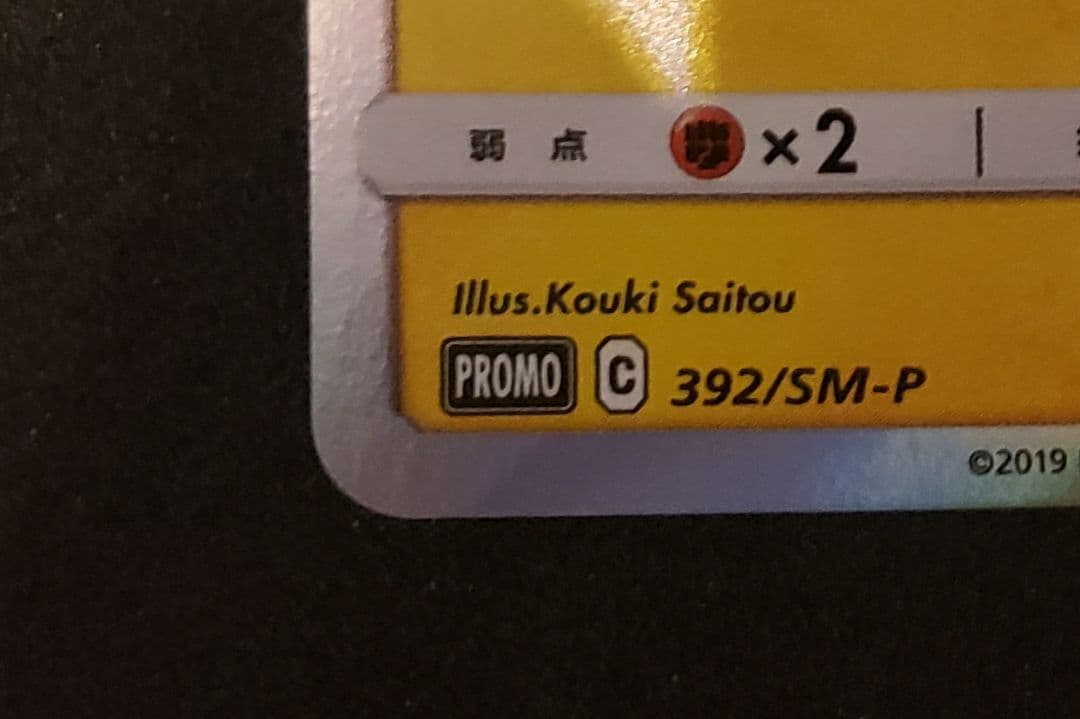 弱 点 ×2
Illus.Kouki Saitou
PROMO C 392/SM-P
©2019